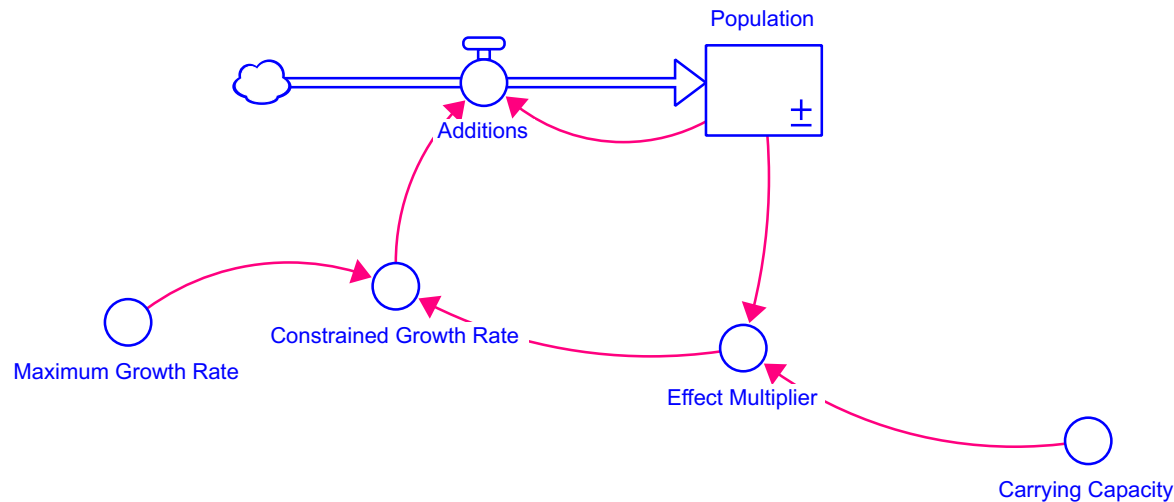 Population
Additions
Constrained Growth Rate
Maximum Growth Rate
Effect Multiplier
Carrying Capacity